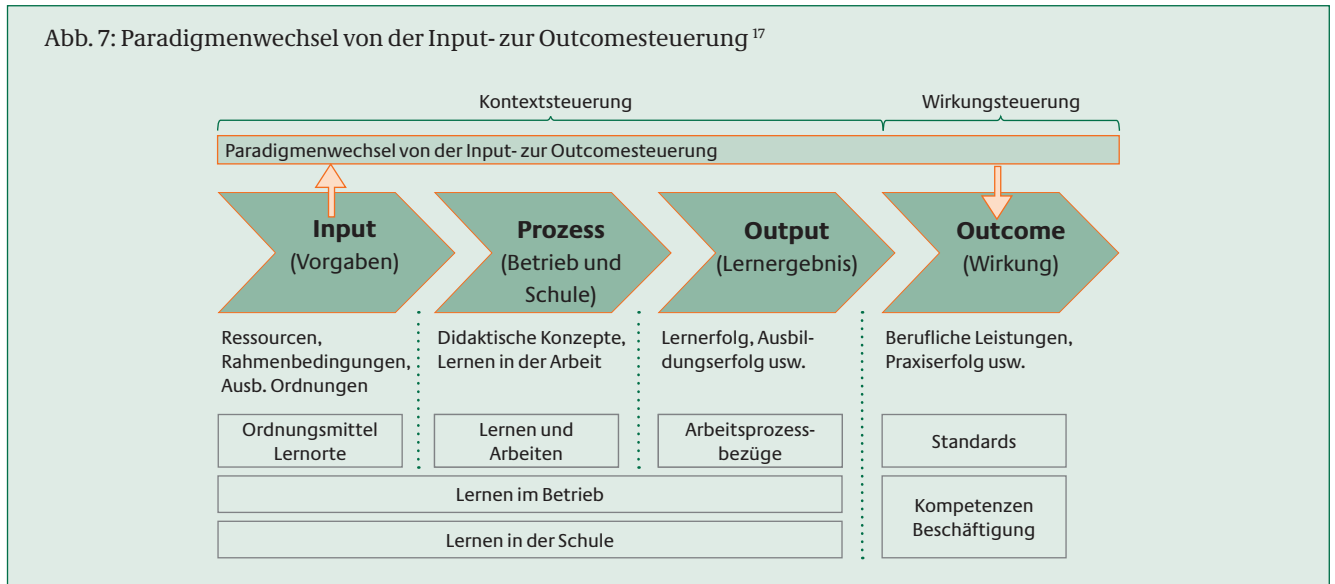 Abb. 7: Paradigmenwechsel von der Input- zur Outcomesteuerung 17
Kontextsteuerung
Wirkungsteuerung
Paradigmenwechsel von der Input- zur Outcomesteuerung
Input
(Vorgaben)
Prozess
(Betrieb und
Schule)
Output
(Lernergebnis)
Outcome
(Wirkung)
Ressourcen,
Rahmenbedingungen,
Ausb. Ordnungen
Didaktische Konzepte,
Lernen in der Arbeit
Lernerfolg, Ausbil-
dungserfolg usw.
Berufliche Leistungen,
Praxiserfolg usw.
Ordnungsmittel
Lernorte
Lernen und
Arbeiten
Arbeitsprozess-
bezüge
Standards
Lernen im Betrieb
Lernen in der Schule
Kompetenzen
Beschäftigung